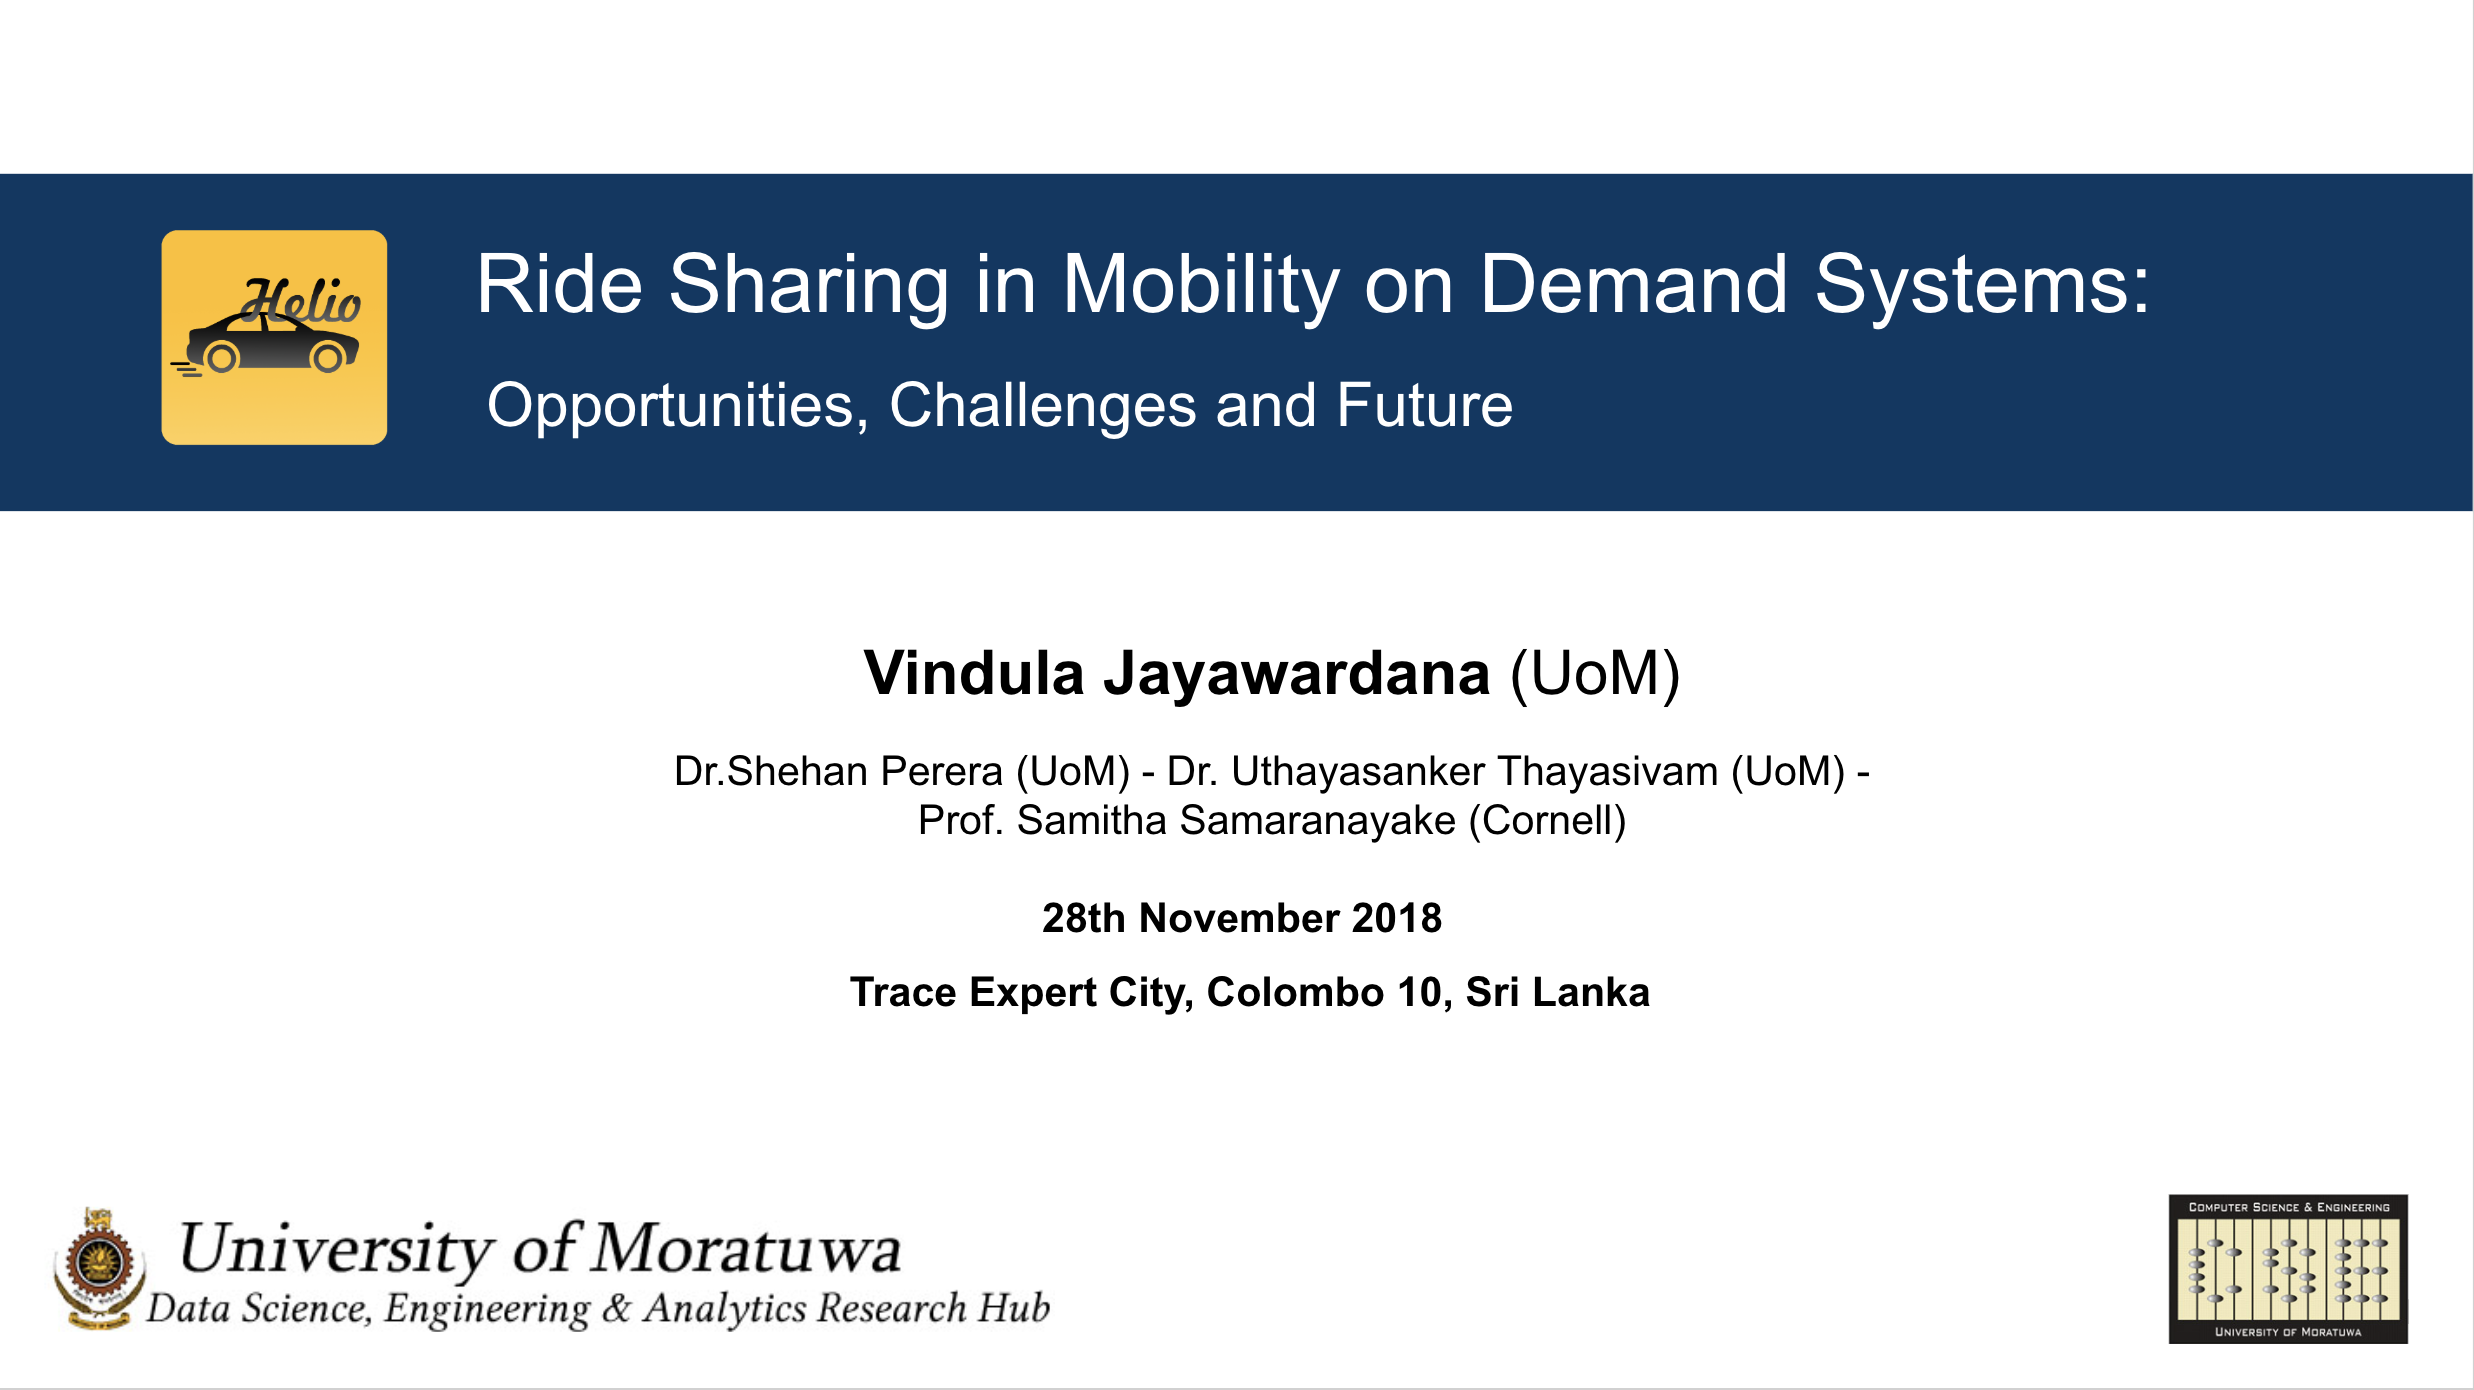 Helio
Ride Sharing in Mobility on Demand Systems:
Opportunities, Challenges and Future
Vindula Jayawardana (UoM)
Dr.Shehan Perera (UoM) - Dr. Uthayasanker Thayasivam (UoM) -
Prof. Samitha Samaranayake (Cornell)
28th November 2018
Trace Expert City, Colombo 10, Sri Lanka
University of Moratuwa
Data Science, Engineering & Analytics Research Hub
COMPUTER SCIENCE & ENGINEERING
CSE
UNIVERSITY OF MORATUWA